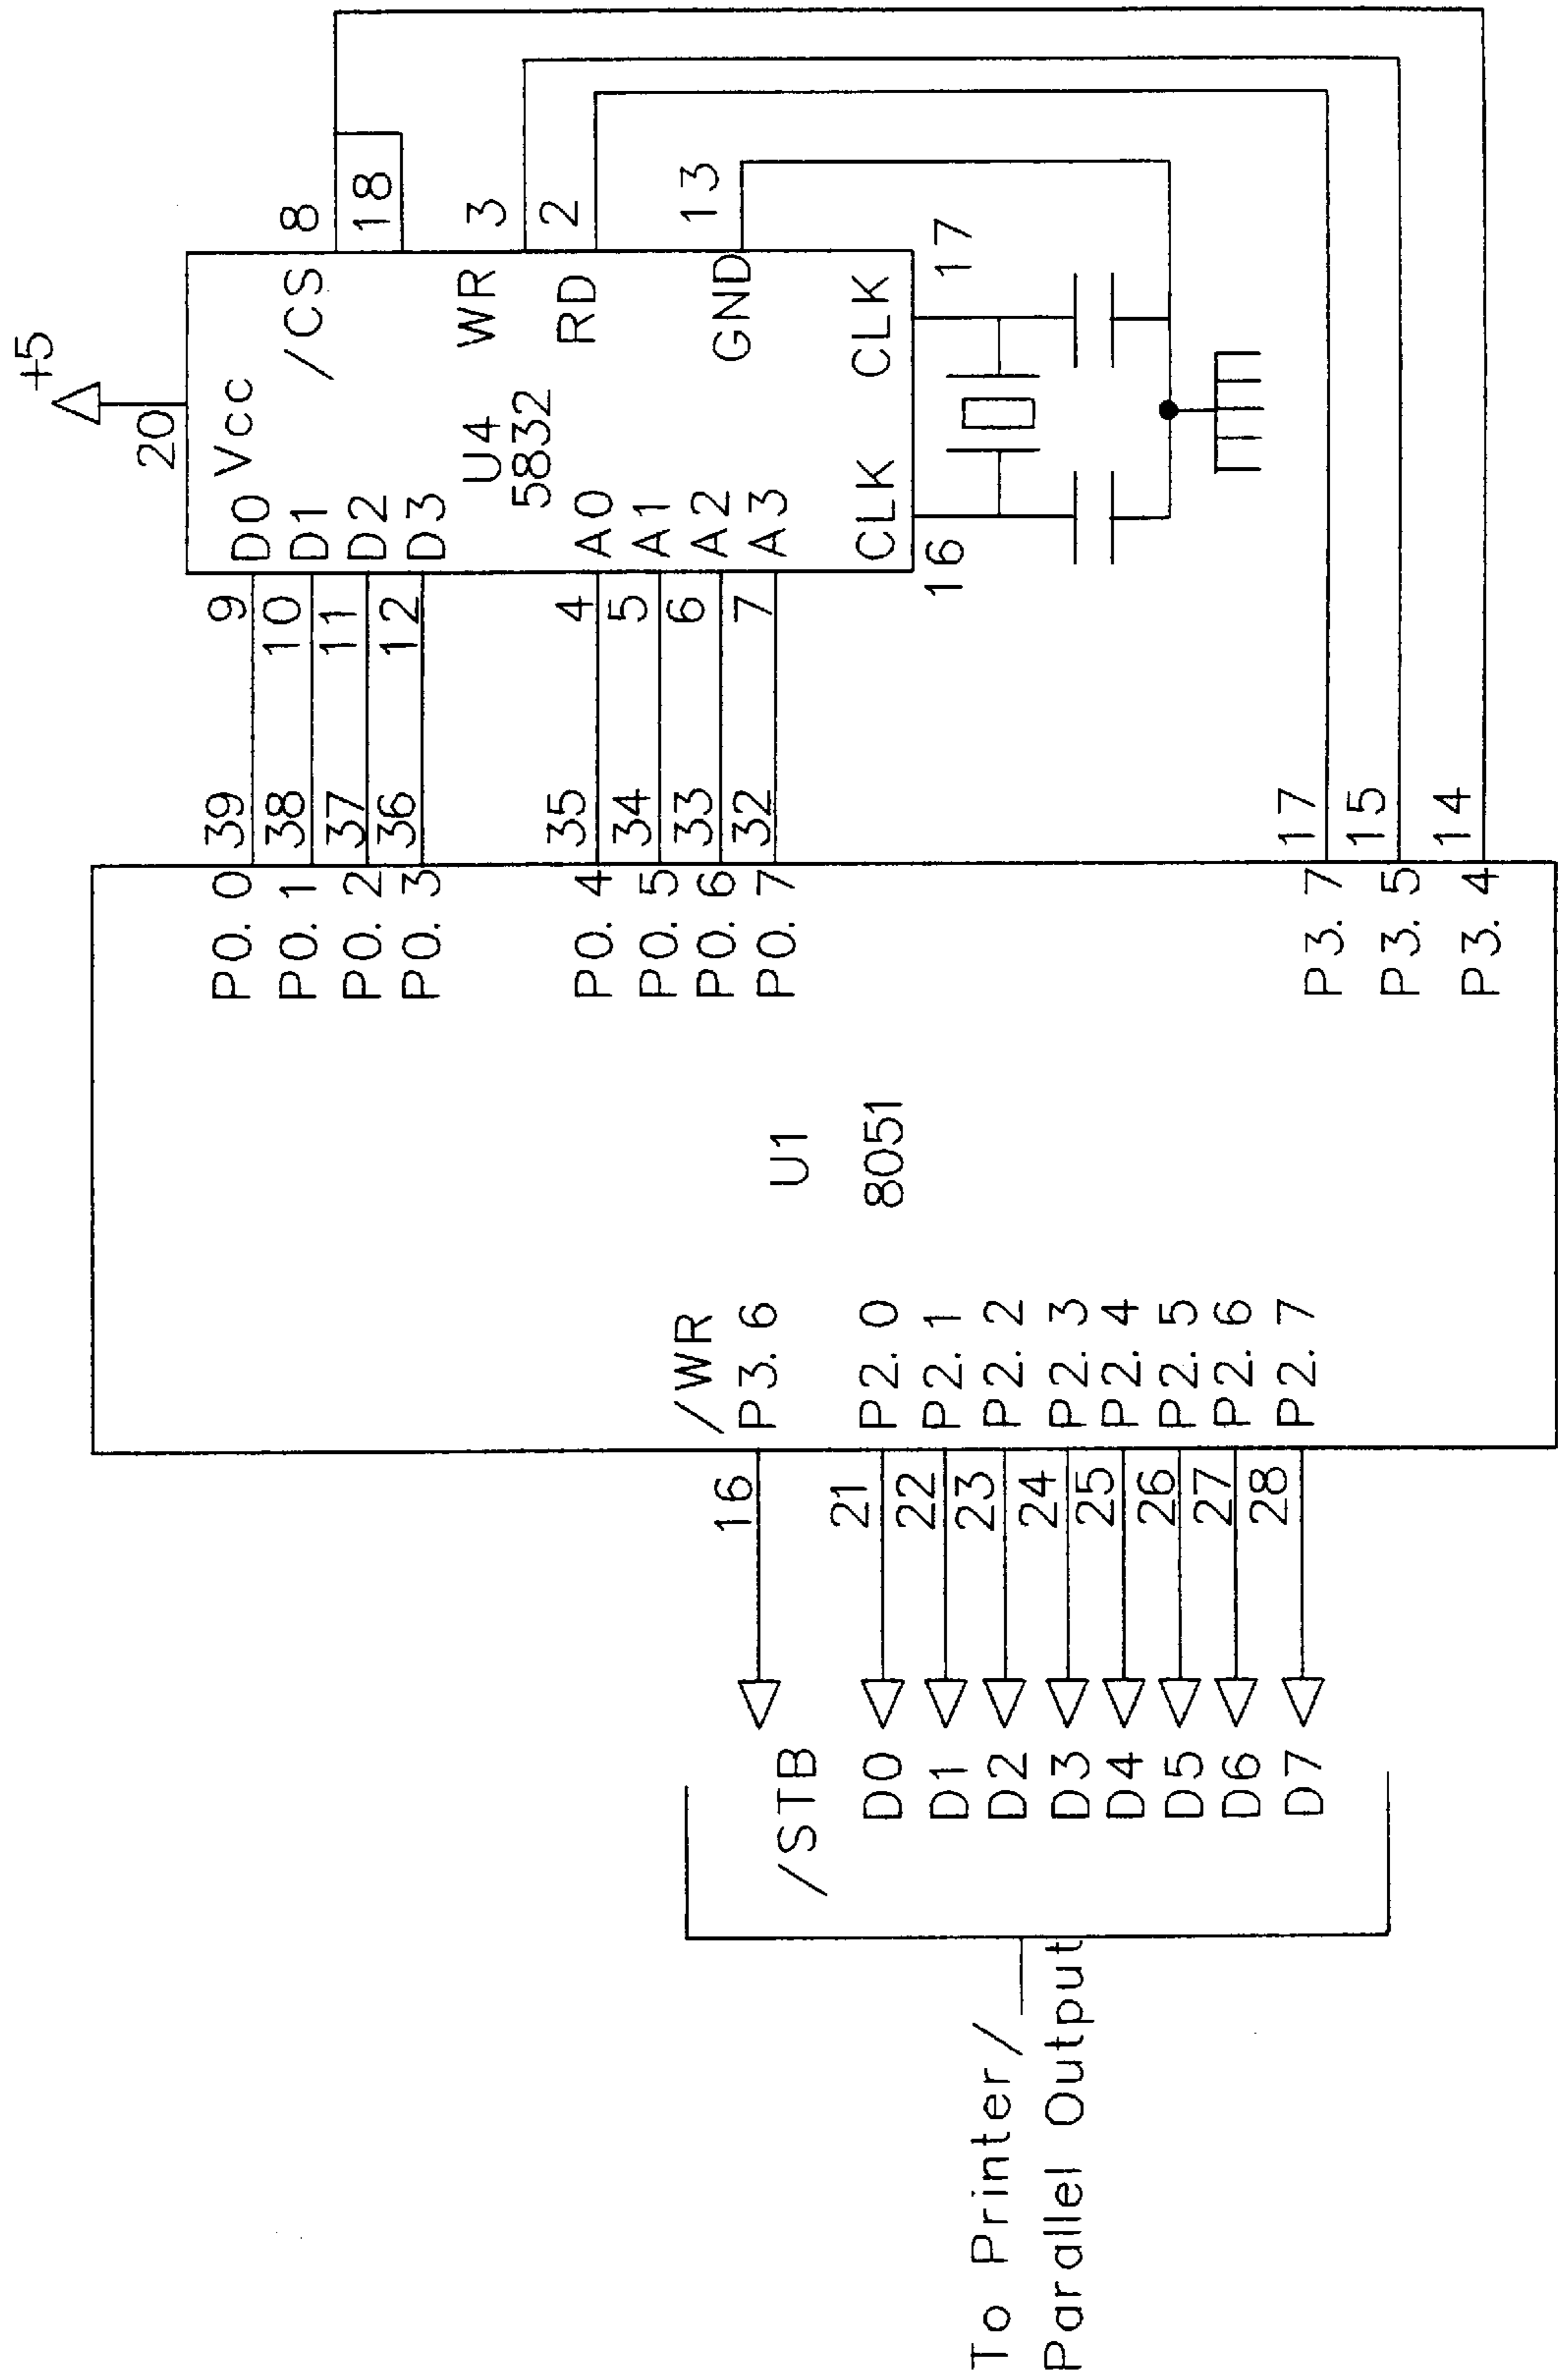 +5
20
Vcc
D0
D1
D2
D3
/CS
WR
RD
GND
U4
5832
A0
A1
A2
A3
CLK
CLK
8
18
3
2
13
17
16
9
10
11
12
4
5
6
7
39
38
37
36
35
34
33
32
17
15
14
P0.0
P0.1
P0.2
P0.3
P0.4
P0.5
P0.6
P0.7
P3.7
P3.5
P3.4
U1
8051
/WR
P3.6
P2.0
P2.1
P2.2
P2.3
P2.4
P2.5
P2.6
P2.7
16
21
22
23
24
25
26
27
28
/STB
D0
D1
D2
D3
D4
D5
D6
D7
To Printer/
Parallel Output